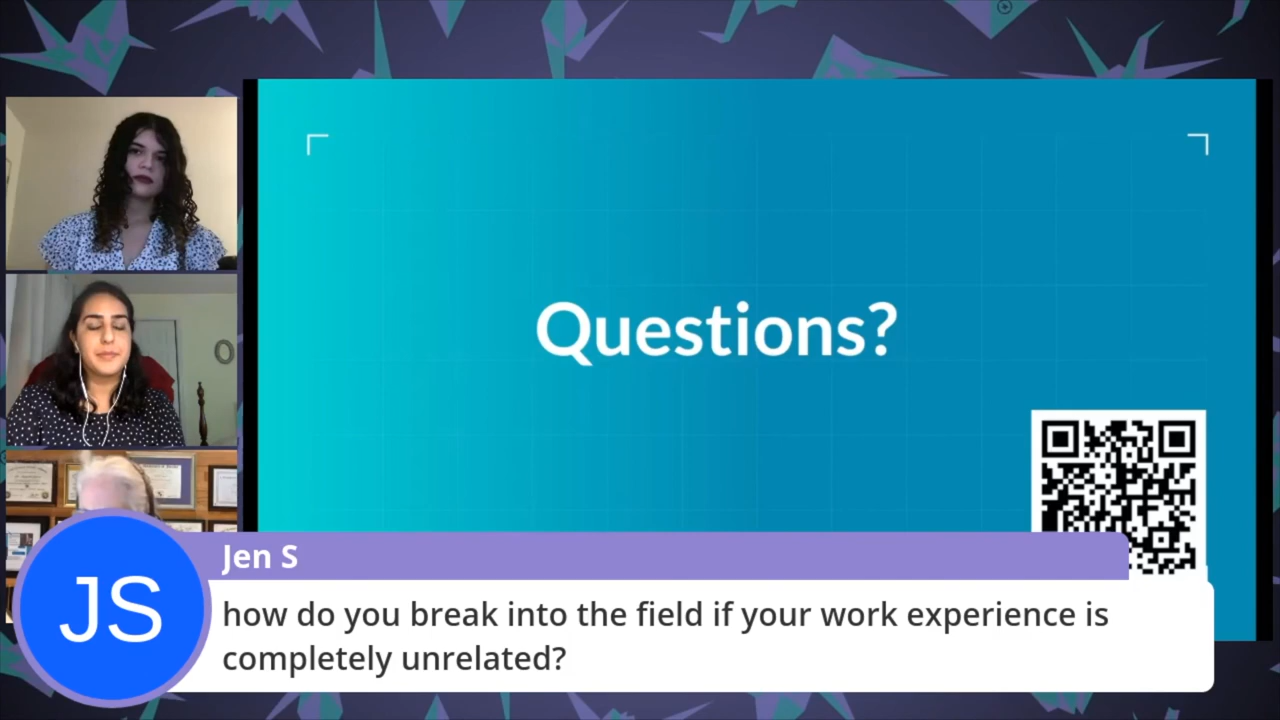 Questions?
JS
Jen S
how do you break into the field if your work experience is
completely unrelated?